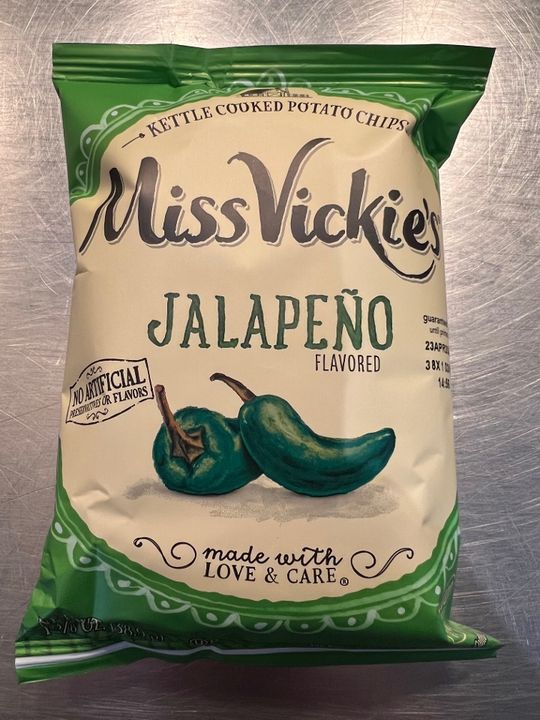 KETTLE COOKED POTATO CHIPS
Miss Vickie's
JALAPEÑO
FLAVORED
NO ARTIFICIAL
PRESERVATIVES OR FLAVORS
made with
LOVE & CARE®